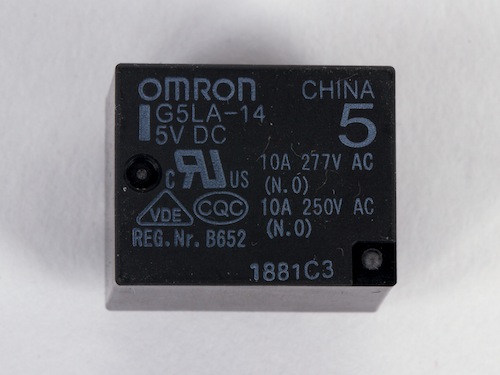 OMRON CHINA
G5LA-14 5
5V DC
C RU US 10A 277V AC
(N.O)
VDE CQC 10A 250V AC
(N.O)
REG.Nr. B652
1881C3